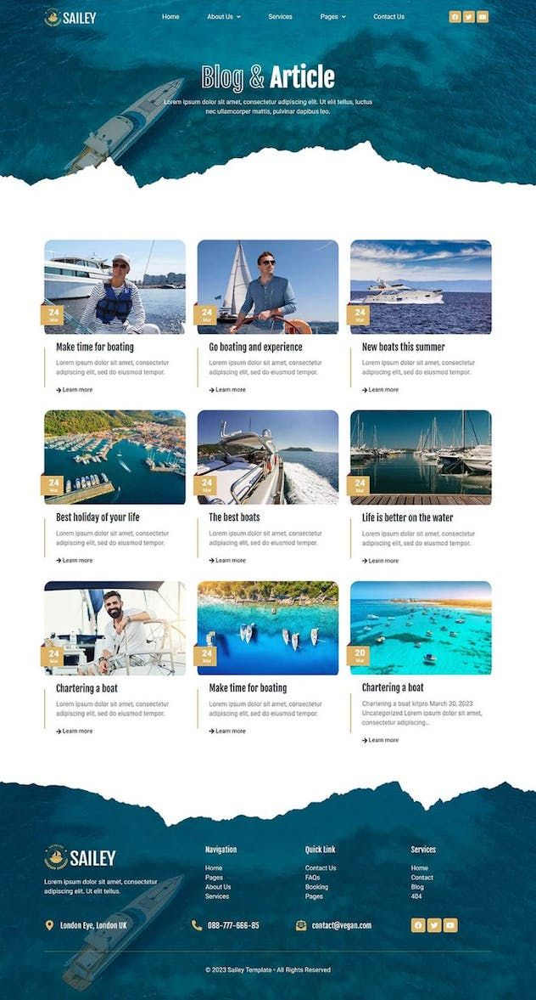 SAILEY
Home About Us Services Pages Contact Us
Blog & Article
Lorem ipsum dolor sit amet, consectetur adipiscing elit. Ut elit tellus, luctus
nec ullamcorper mattis, pulvinar dapibus leo.
24
Mar
Make time for boating
Lorem ipsum dolor sit amet, consectetur
adipiscing elit, sed do eiusmod tempor.
Learn more
24
Mar
Go boating and experience
Lorem ipsum dolor sit amet, consectetur
adipiscing elit, sed do eiusmod tempor.
Learn more
24
Mar
New boats this summer
Lorem ipsum dolor sit amet, consectetur
adipiscing elit, sed do eiusmod tempor.
Learn more
24
Mar
Best holiday of your life
Lorem ipsum dolor sit amet, consectetur
adipiscing elit, sed do eiusmod tempor.
Learn more
24
Mar
The best boats
Lorem ipsum dolor sit amet, consectetur
adipiscing elit, sed do eiusmod tempor.
Learn more
24
Mar
Life is better on the water
Lorem ipsum dolor sit amet, consectetur
adipiscing elit, sed do eiusmod tempor.
Learn more
24
Mar
Chartering a boat
Lorem ipsum dolor sit amet, consectetur
adipiscing elit, sed do eiusmod tempor.
Learn more
24
Mar
Make time for boating
Lorem ipsum dolor sit amet, consectetur
adipiscing elit, sed do eiusmod tempor.
Learn more
20
Mar
Chartering a boat
Chartering a boat kitpro March 20, 2023
Uncategorized Lorem ipsum dolor sit amet,
consectetur adipiscing...
Learn more
SAILEY
Lorem ipsum dolor sit amet, consectetur
adipiscing elit. Ut elit tellus.
Navigation
Home
Pages
About Us
Services
Quick Link
Contact Us
FAQs
Booking
Pages
Services
Home
Contact
Blog
404
London Eye, London UK
088-777-666-85
contact@vegan.com
© 2023 Sailey Template • All Rights Reserved